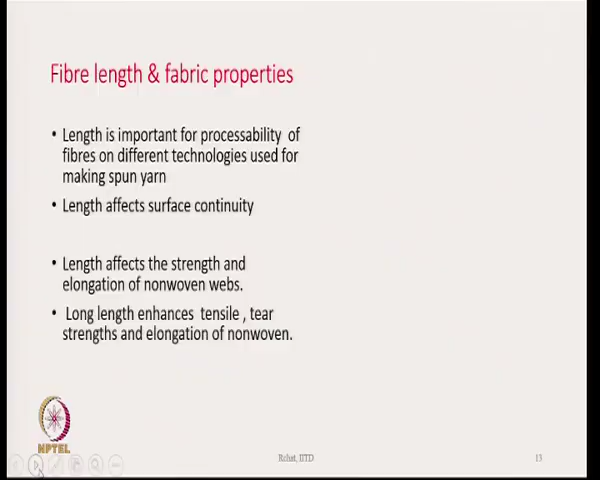 Fibre length & fabric properties
• Length is important for processability of
fibres on different technologies used for
making spun yarn
• Length affects surface continuity
• Length affects the strength and
elongation of nonwoven webs.
• Long length enhances tensile , tear
strengths and elongation of nonwoven.
NPTEL
Rohat, IITD
13